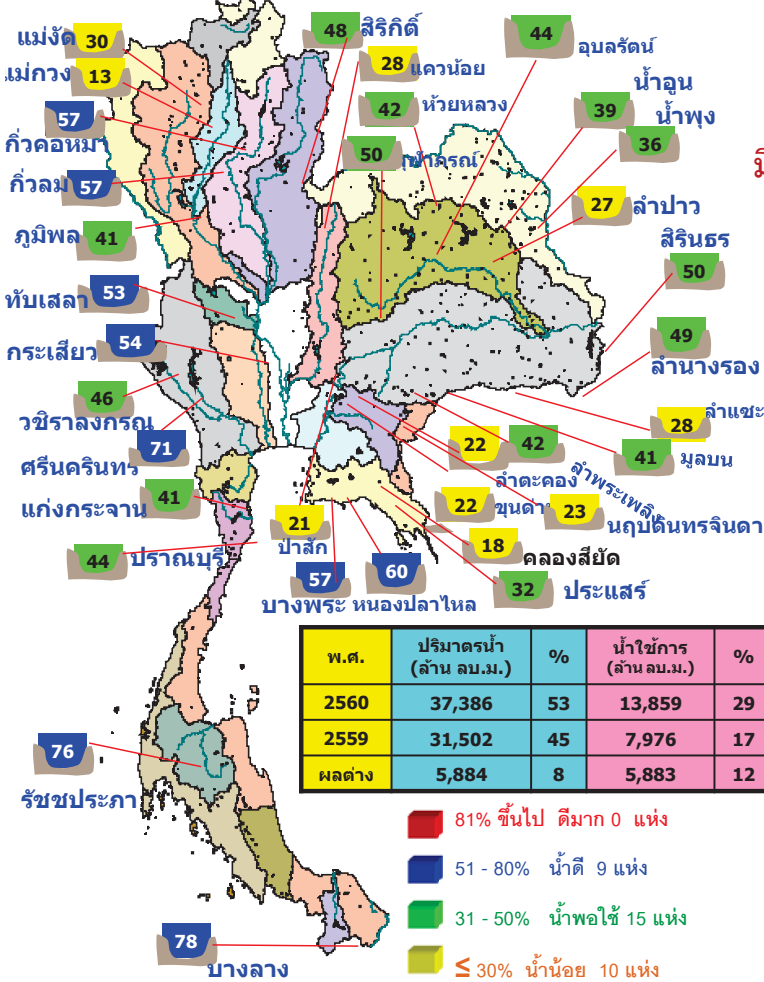 แม่งัด
30
48
สิริกิติ์
44
อุบลรัตน์
แม่กวง
13
28
แควน้อย
น้ำอูน
57
42
ห้วยหลวง
39
น้ำพุง
กิ่วคอหมา
50
จุฬาภรณ์
36
กิ่วลม
57
27
ลำปาว
ภูมิพล
41
สิรินธร
50
ทับเสลา
53
กระเสียว
54
49
ลำนางรอง
46
วชิราลงกรณ
28
ลำแชะ
71
22
42
41
มูลบน
ศรีนครินทร
ลำตะคอง
ลำพระเพลิง
แก่งกระจาน
41
22
ขุนด่าน
23
นฤบดินทรจินดา
21
ป่าสัก
18
คลองสียัด
44
ปราณบุรี
57
60
32
ประแสร์
บางพระ
หนองปลาไหล
พ.ศ. ปริมาตรน้ำ (ล้าน ลบ.ม.) % น้ำใช้การ (ล้าน ลบ.ม.) %
2560 37,386 53 13,859 29
2559 31,502 45 7,976 17
ผลต่าง 5,884 8 5,883 12
76
รัชชประภา
81% ขึ้นไป ดีมาก 0 แห่ง
51 - 80% น้ำดี 9 แห่ง
31 - 50% น้ำพอใช้ 15 แห่ง
≤ 30% น้ำน้อย 10 แห่ง
78
บางลาง